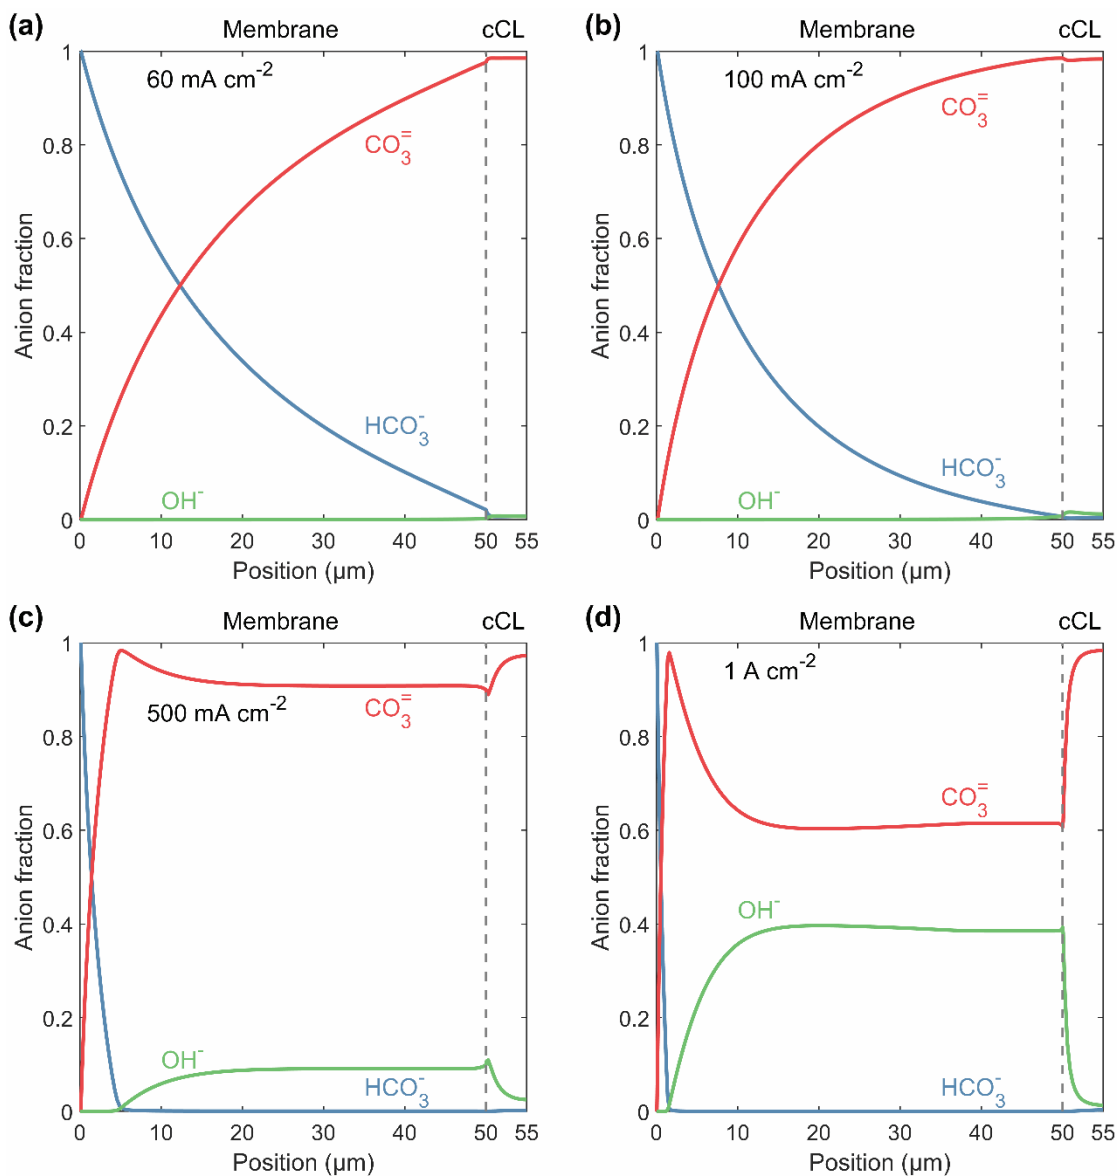 (a) Membrane cCL
60 mA cm⁻²
CO₃⁼
HCO₃⁻
OH⁻
Anion fraction
0 0.2 0.4 0.6 0.8 1
0 10 20 30 40 50 55
Position (µm)
(b) Membrane cCL
100 mA cm⁻²
CO₃⁼
HCO₃⁻
OH⁻
Anion fraction
0 0.2 0.4 0.6 0.8 1
0 10 20 30 40 50 55
Position (µm)
(c) Membrane cCL
500 mA cm⁻²
CO₃⁼
OH⁻
HCO₃⁻
Anion fraction
0 0.2 0.4 0.6 0.8 1
0 10 20 30 40 50 55
Position (µm)
(d) Membrane cCL
1 A cm⁻²
CO₃⁼
OH⁻
HCO₃⁻
Anion fraction
0 0.2 0.4 0.6 0.8 1
0 10 20 30 40 50 55
Position (µm)